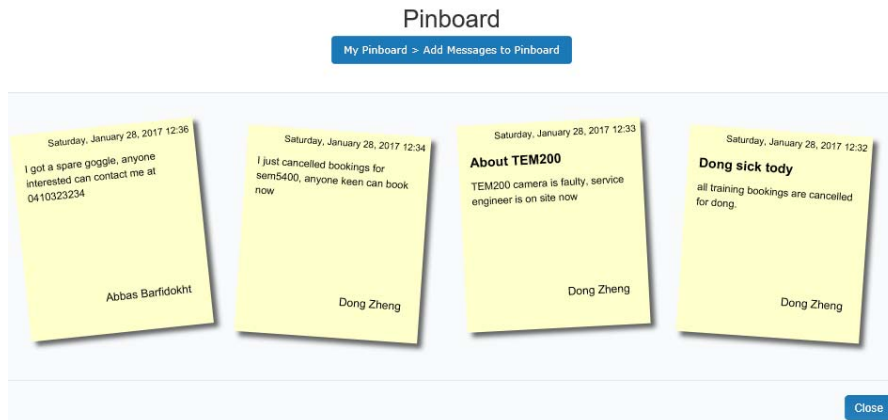 Pinboard
My Pinboard > Add Messages to Pinboard
Saturday, January 28, 2017 12:36
I got a spare goggle, anyone
interested can contact me at
0410323234
Abbas Barfidokht
Saturday, January 28, 2017 12:34
I just cancelled bookings for
sem5400, anyone keen can book
now
Dong Zheng
Saturday, January 28, 2017 12:33
About TEM200
TEM200 camera is faulty, service
engineer is on site now
Dong Zheng
Saturday, January 28, 2017 12:32
Dong sick tody
all training bookings are cancelled
for dong.
Dong Zheng
Close